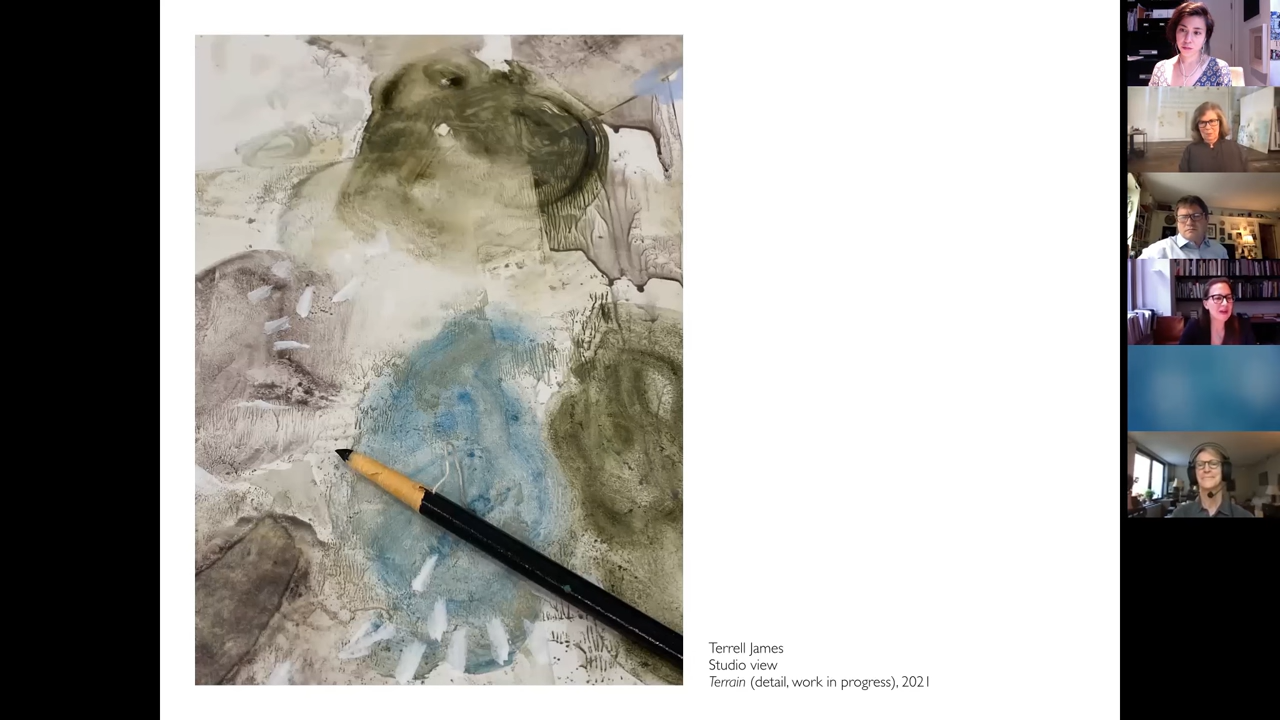 Terrell James
Studio view
Terrain (detail, work in progress), 2021